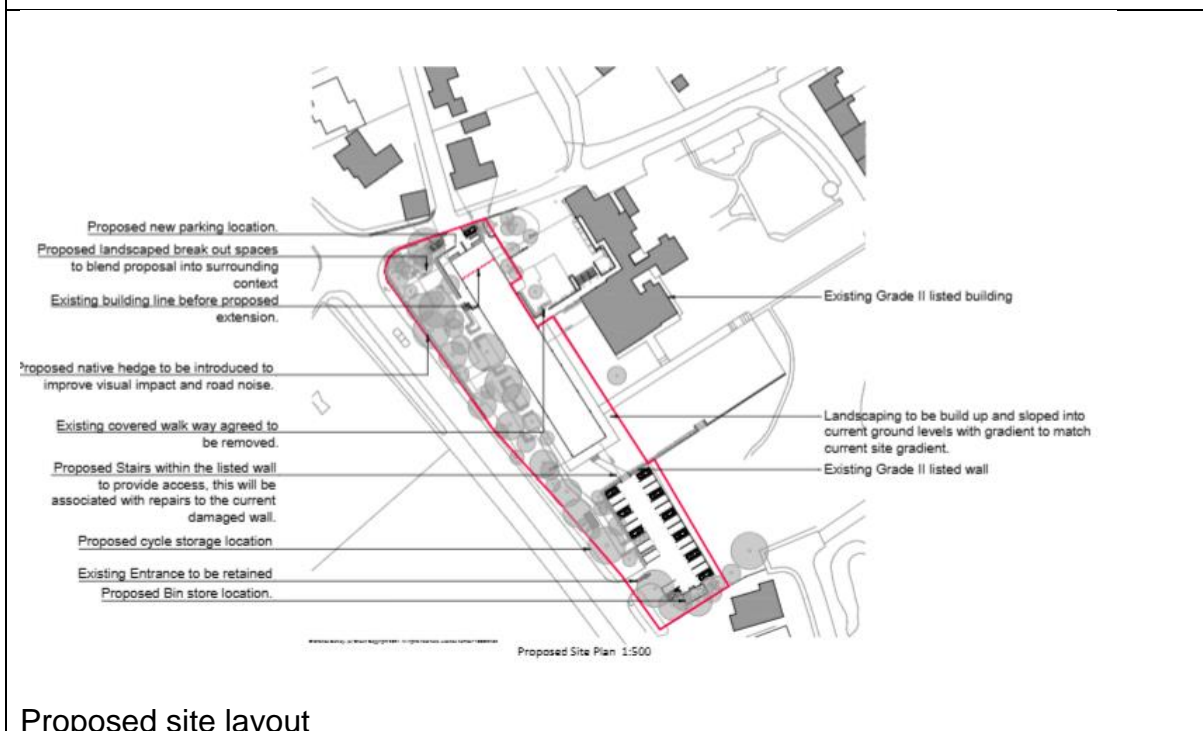 Proposed new parking location.
Proposed landscaped break out spaces
to blend proposal into surrounding
context
Existing building line before proposed
extension.
Proposed native hedge to be introduced to
improve visual impact and road noise.
Existing covered walk way agreed to
be removed.
Proposed Stairs within the listed wall
to provide access, this will be
associated with repairs to the current
damaged wall.
Proposed cycle storage location
Existing Entrance to be retained
Proposed Bin store location.
Existing Grade II listed building
Landscaping to be build up and sloped into
current ground levels with gradient to match
current site gradient.
Existing Grade II listed wall
Proposed Site Plan 1:500
Proposed site layout